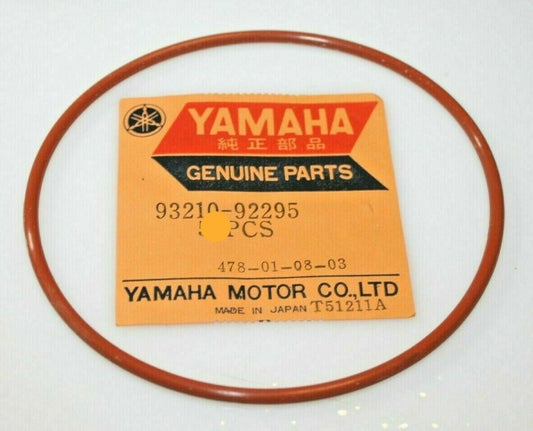 YAMAHA
純正部品
GENUINE PARTS
93210-92295
PCS
478-01-08-03
YAMAHA MOTOR CO.,LTD
MADE IN JAPAN T51211A